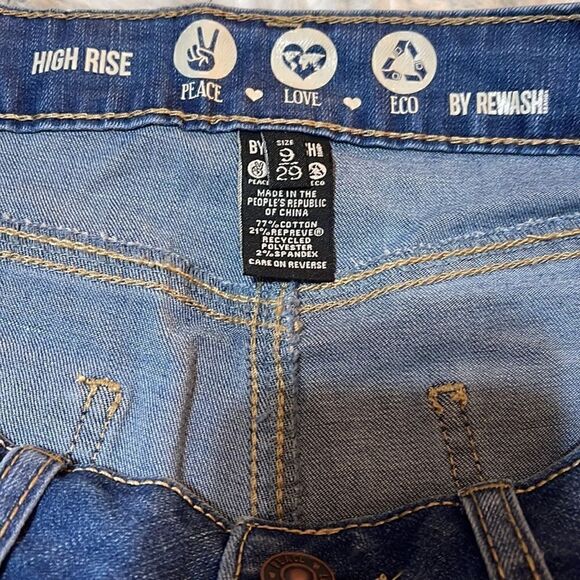 HIGH RISE
PEACE
LOVE
ECO
BY REWASH
BY
SIZE
9
29
PEACE
ECO
MADE IN THE
PEOPLE'S REPUBLIC
OF CHINA
77% COTTON
21% REPREVE®
RECYCLED
POLYESTER
2% SPANDEX
CARE ON REVERSE